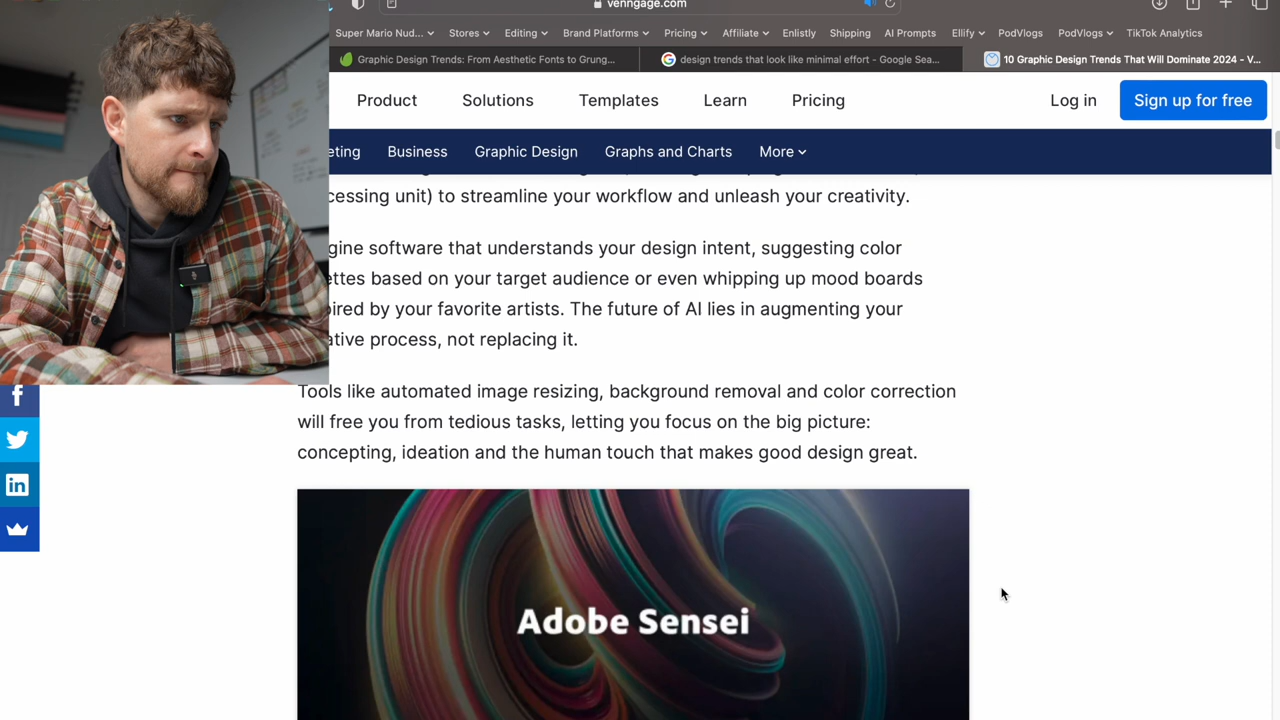 venngage.com
Super Mario Nud... Stores Editing Brand Platforms Pricing Affiliate Enlistly Shipping AI Prompts Ellify PodVlogs PodVlogs TikTok Analytics
Graphic Design Trends: From Aesthetic Fonts to Grung... design trends that look like minimal effort - Google Sea... 10 Graphic Design Trends That Will Dominate 2024 - V...
Product Solutions Templates Learn Pricing Log in Sign up for free
eting Business Graphic Design Graphs and Charts More
cessing unit) to streamline your workflow and unleash your creativity.
gine software that understands your design intent, suggesting color
ettes based on your target audience or even whipping up mood boards
ired by your favorite artists. The future of AI lies in augmenting your
ative process, not replacing it.
Tools like automated image resizing, background removal and color correction
will free you from tedious tasks, letting you focus on the big picture:
concepting, ideation and the human touch that makes good design great.
Adobe Sensei